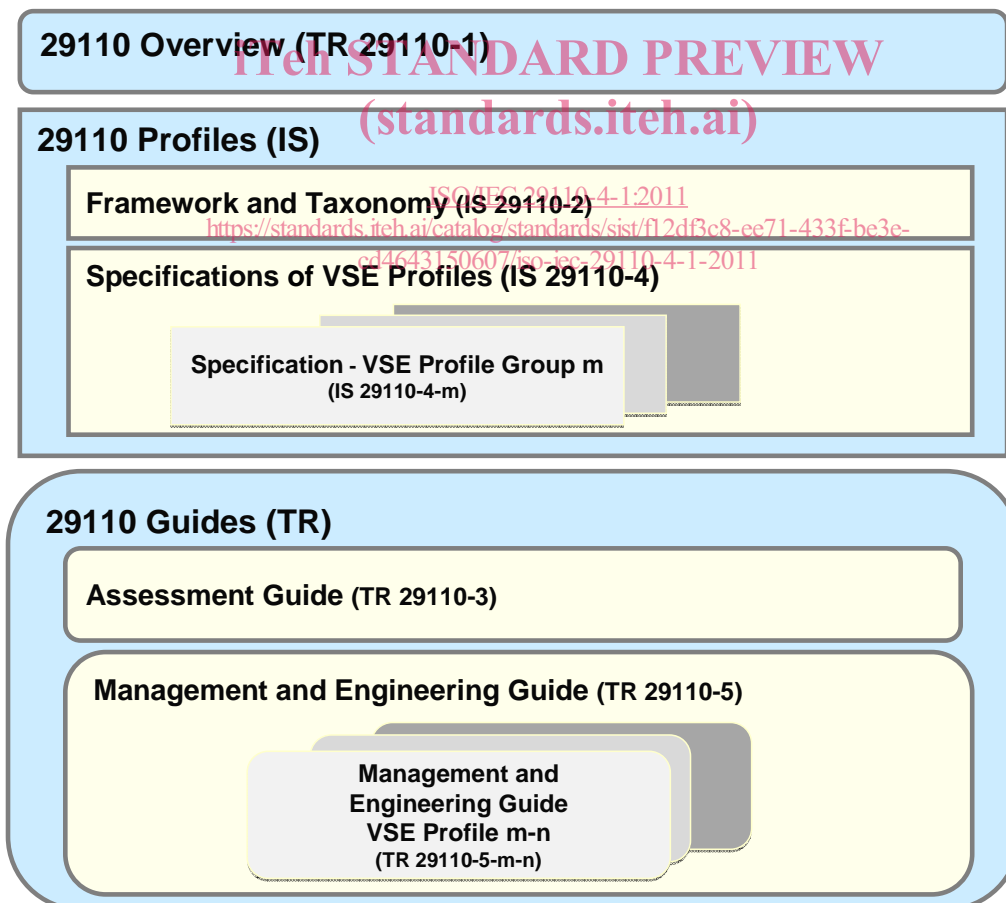 29110 Overview (TR 29110-1)
iTeh STANDARD PREVIEW
(standards.iteh.ai)
29110 Profiles (IS)
Framework and Taxonomy (IS 29110-2)
ISO/IEC 29110-4-1:2011
https://standards.iteh.ai/catalog/standards/sist/f12df3c8-ee71-433f-be3e-
cd4643150607/iso-iec-29110-4-1-2011
Specifications of VSE Profiles (IS 29110-4)
Specification - VSE Profile Group m
(IS 29110-4-m)
29110 Guides (TR)
Assessment Guide (TR 29110-3)
Management and Engineering Guide (TR 29110-5)
Management and
Engineering Guide
VSE Profile m-n
(TR 29110-5-m-n)